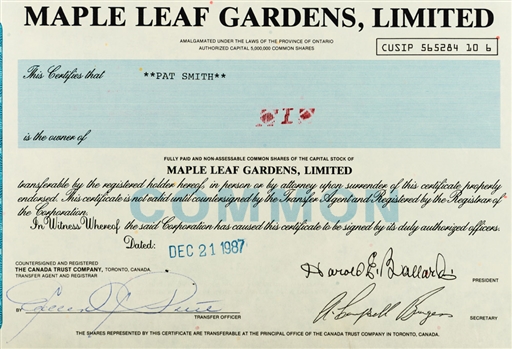 MAPLE LEAF GARDENS, LIMITED
AMALGAMATED UNDER THE LAWS OF THE PROVINCE OF ONTARIO
AUTHORIZED CAPITAL 5,000,000 COMMON SHARES
CUSIP 565284 10 6
This Certifies that **PAT SMITH**
*1*
is the owner of
FULLY PAID AND NON-ASSESSABLE COMMON SHARES OF THE CAPITAL STOCK OF
MAPLE LEAF GARDENS, LIMITED
transferable by the registered holder hereof, in person or by attorney upon surrender of this certificate properly
endorsed. This certificate is not valid until countersigned by the Transfer Agent and Registered by the Registrar of
the Corporation.
COMMON
In Witness Whereof the said Corporation has caused this certificate to be signed by its duly authorized officers.
Dated: DEC 21 1987
COUNTERSIGNED AND REGISTERED
THE CANADA TRUST COMPANY, TORONTO, CANADA,
TRANSFER AGENT AND REGISTRAR
Harold E. Ballard
PRESIDENT
BY
TRANSFER OFFICER
SECRETARY
THE SHARES REPRESENTED BY THIS CERTIFICATE ARE TRANSFERABLE AT THE PRINCIPAL OFFICE OF THE CANADA TRUST COMPANY IN TORONTO, CANADA.